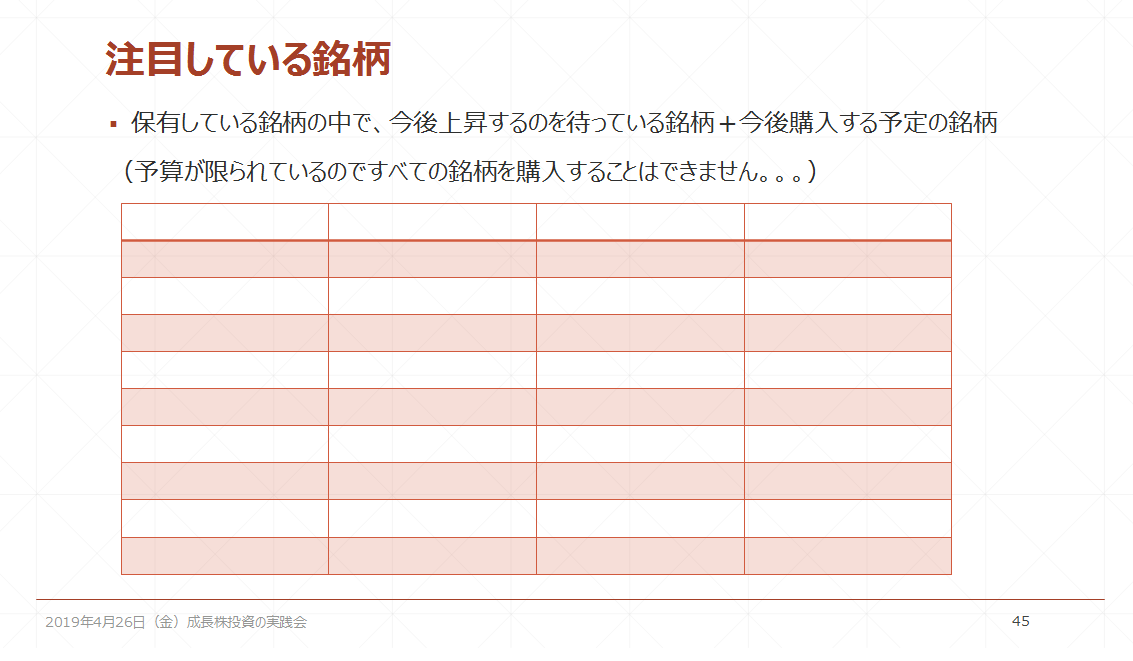 注目している銘柄
▪ 保有している銘柄の中で、今後上昇するのを待っている銘柄＋今後購入する予定の銘柄
（予算が限られているのですべての銘柄を購入することはできません。。。）
2019年4月26日（金）成長株投資の実践会
45